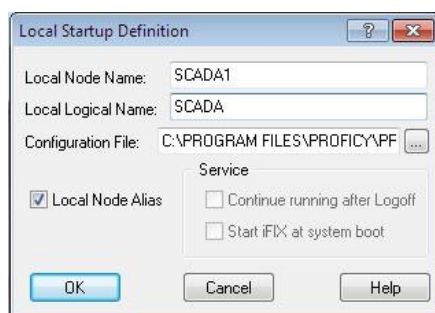 Local Startup Definition
Local Node Name: SCADA1
Local Logical Name: SCADA
Configuration File: C:\PROGRAM FILES\PROFICY\PF ...
Service
Local Node Alias
Continue running after Logoff
Start iFIX at system boot
OK Cancel Help